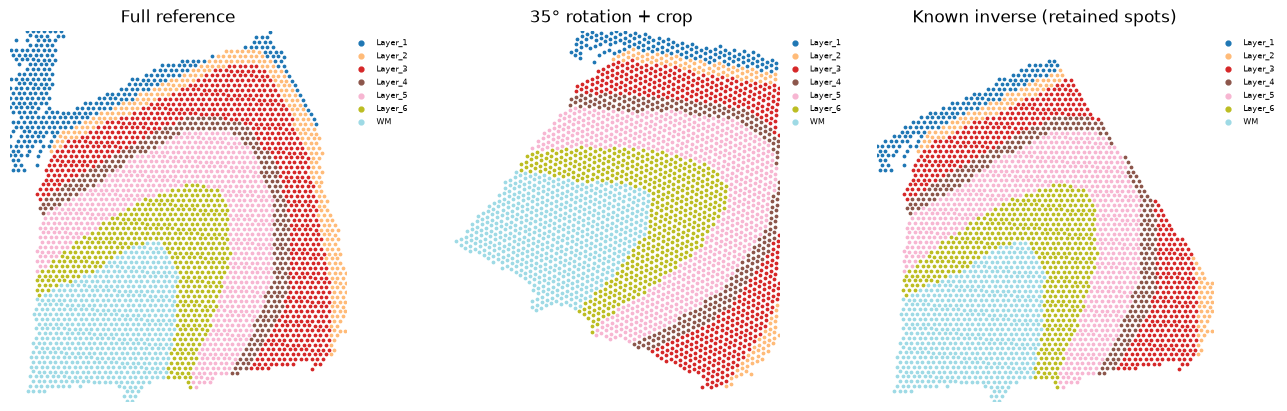 Full reference
Layer_1
Layer_2
Layer_3
Layer_4
Layer_5
Layer_6
WM
35° rotation + crop
Layer_1
Layer_2
Layer_3
Layer_4
Layer_5
Layer_6
WM
Known inverse (retained spots)
Layer_1
Layer_2
Layer_3
Layer_4
Layer_5
Layer_6
WM